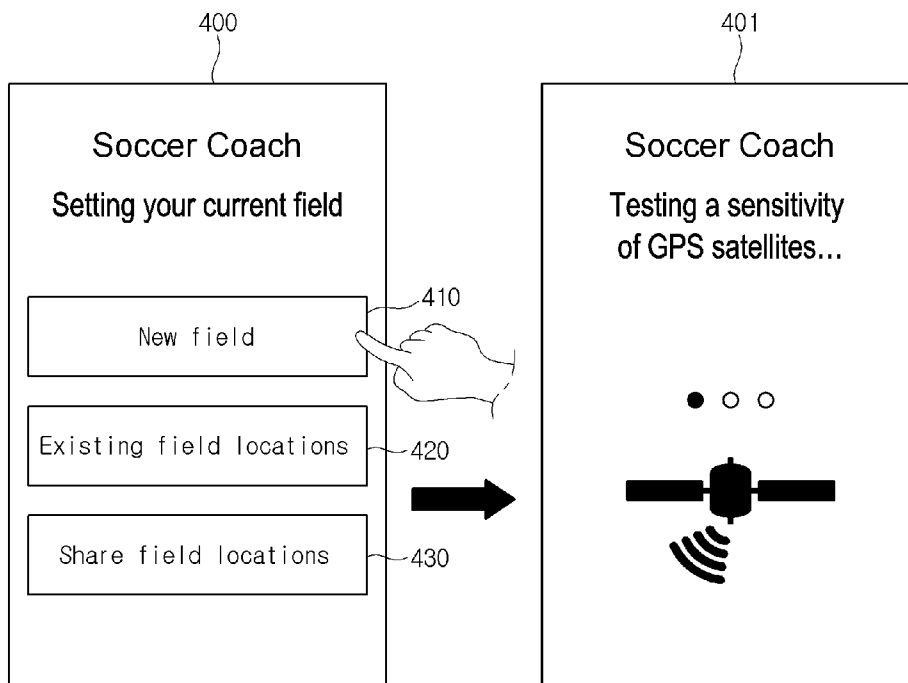 400
Soccer Coach
Setting your current field
410
New field
Existing field locations
420
Share field locations
430
401
Soccer Coach
Testing a sensitivity
of GPS satellites...